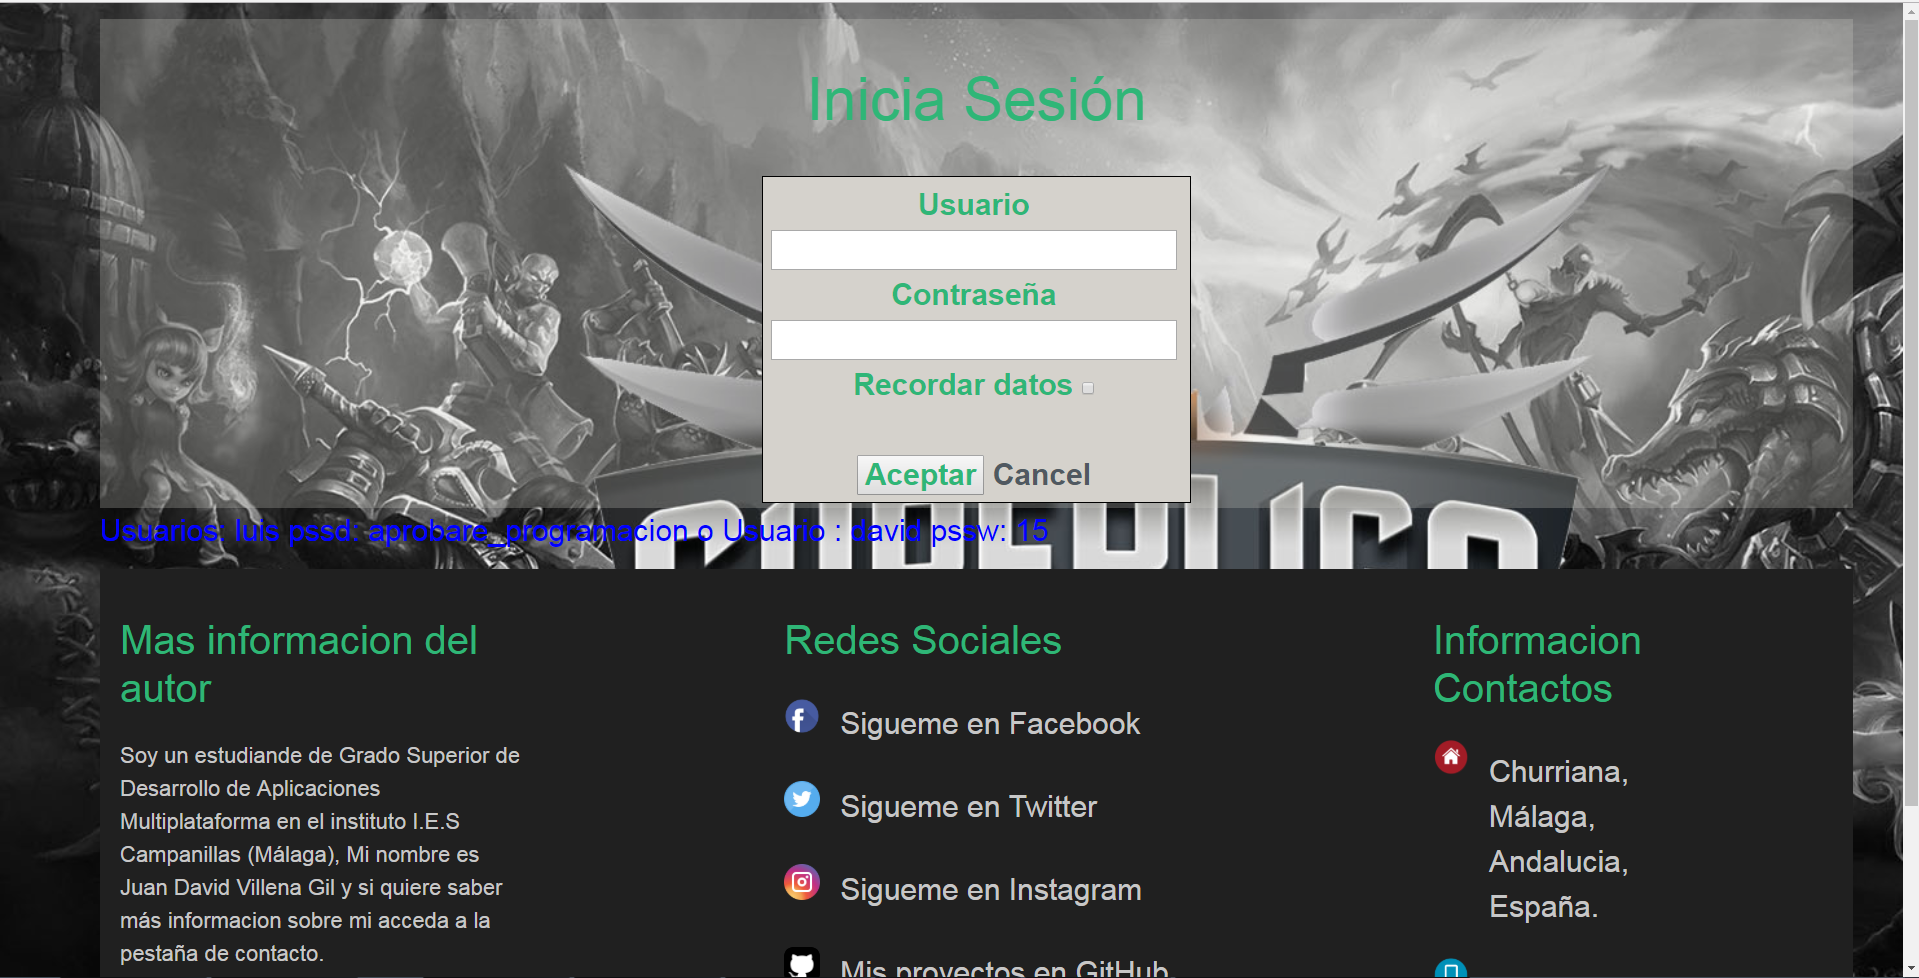 Inicia Sesión
Usuario
Contraseña
Recordar datos
Aceptar Cancel
Usuarios: luis pssd: aprobare_programacion o Usuario : david pssw: 15
Mas informacion del
autor
Soy un estudiande de Grado Superior de
Desarrollo de Aplicaciones
Multiplataforma en el instituto I.E.S
Campanillas (Málaga), Mi nombre es
Juan David Villena Gil y si quiere saber
más informacion sobre mi acceda a la
pestaña de contacto.
Redes Sociales
Sigueme en Facebook
Sigueme en Twitter
Sigueme en Instagram
Mis proyectos en GitHub
Informacion
Contactos
Churriana,
Málaga,
Andalucia,
España.